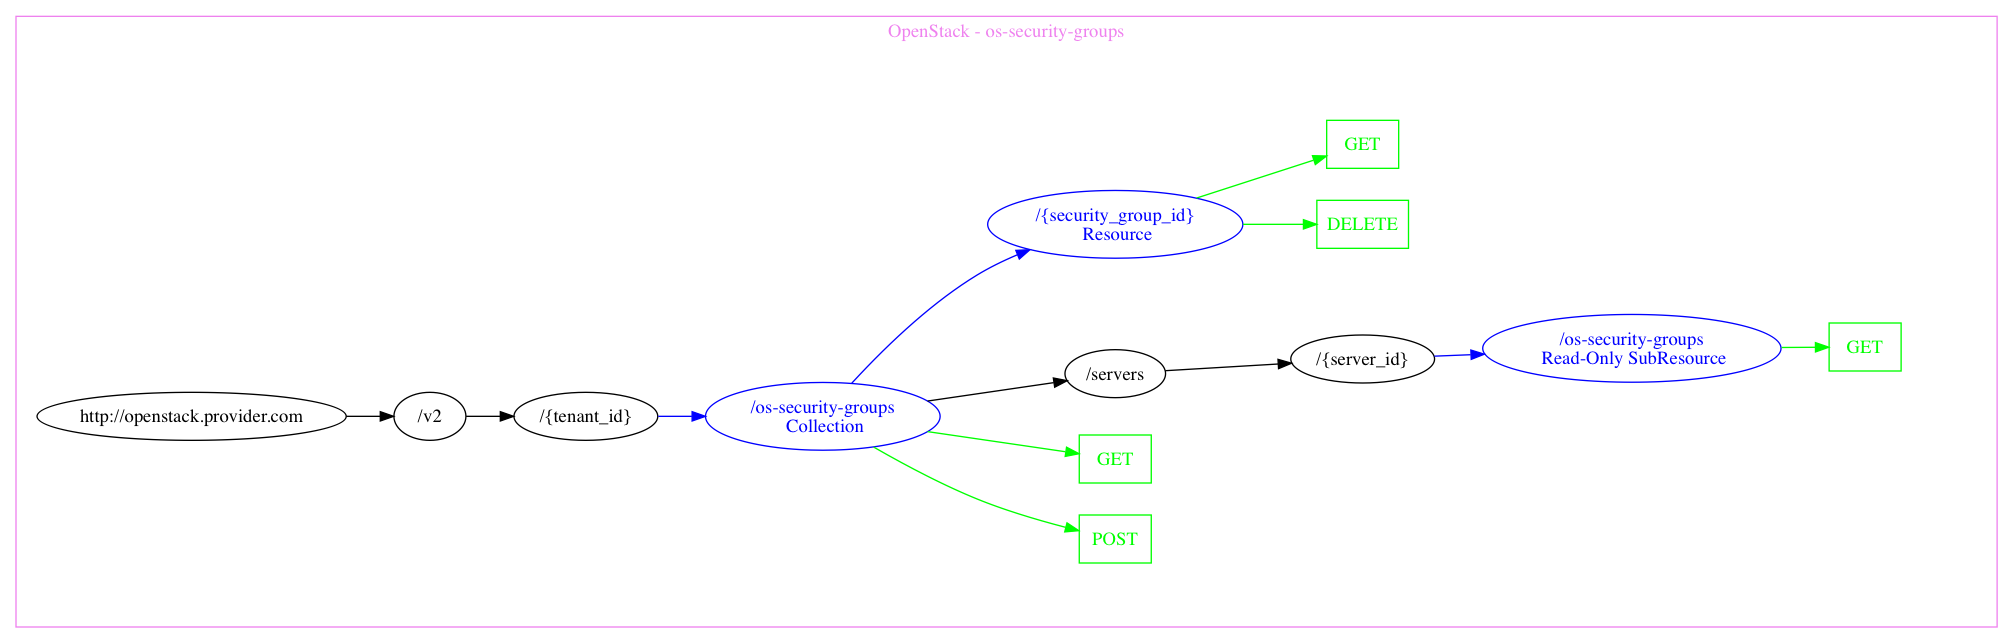 OpenStack - os-security-groups
GET
/{security_group_id}
Resource
DELETE
/os-security-groups
Read-Only SubResource
GET
/servers
/{server_id}
http://openstack.provider.com
/v2
/{tenant_id}
/os-security-groups
Collection
GET
POST